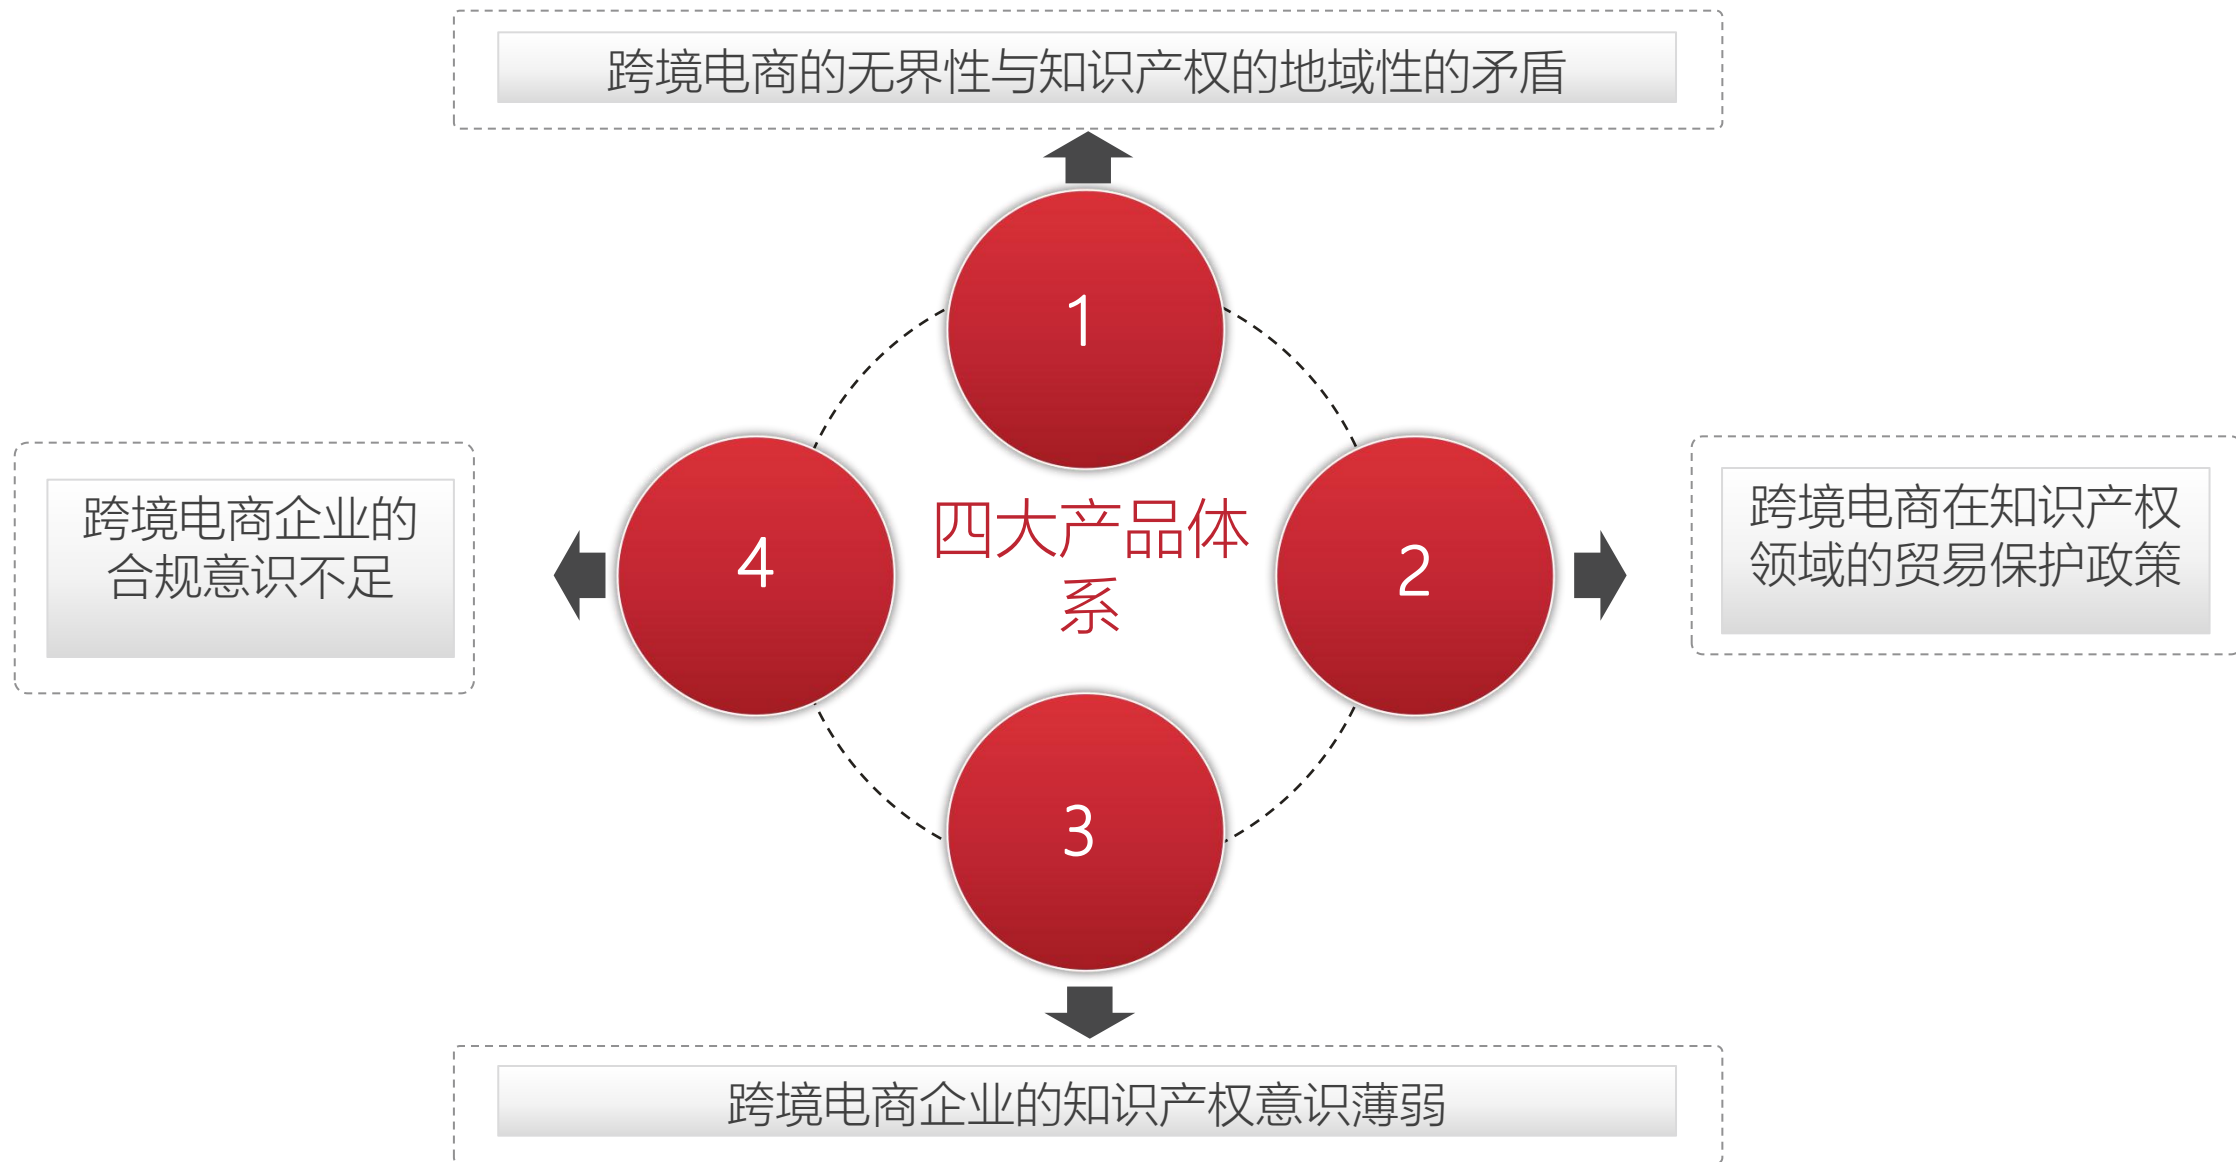 跨境电商的无界性与知识产权的地域性的矛盾
1
跨境电商企业的
合规意识不足
4
四大产品体
系
2
跨境电商在知识产权
领域的贸易保护政策
3
跨境电商企业的知识产权意识薄弱